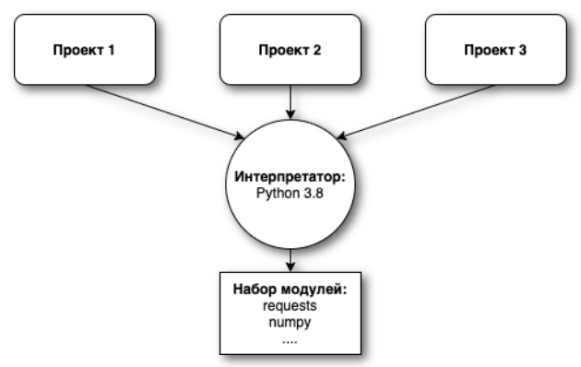 Проект 1
Проект 2
Проект 3
Интерпретатор:
Python 3.8
Набор модулей:
requests
numpy
....